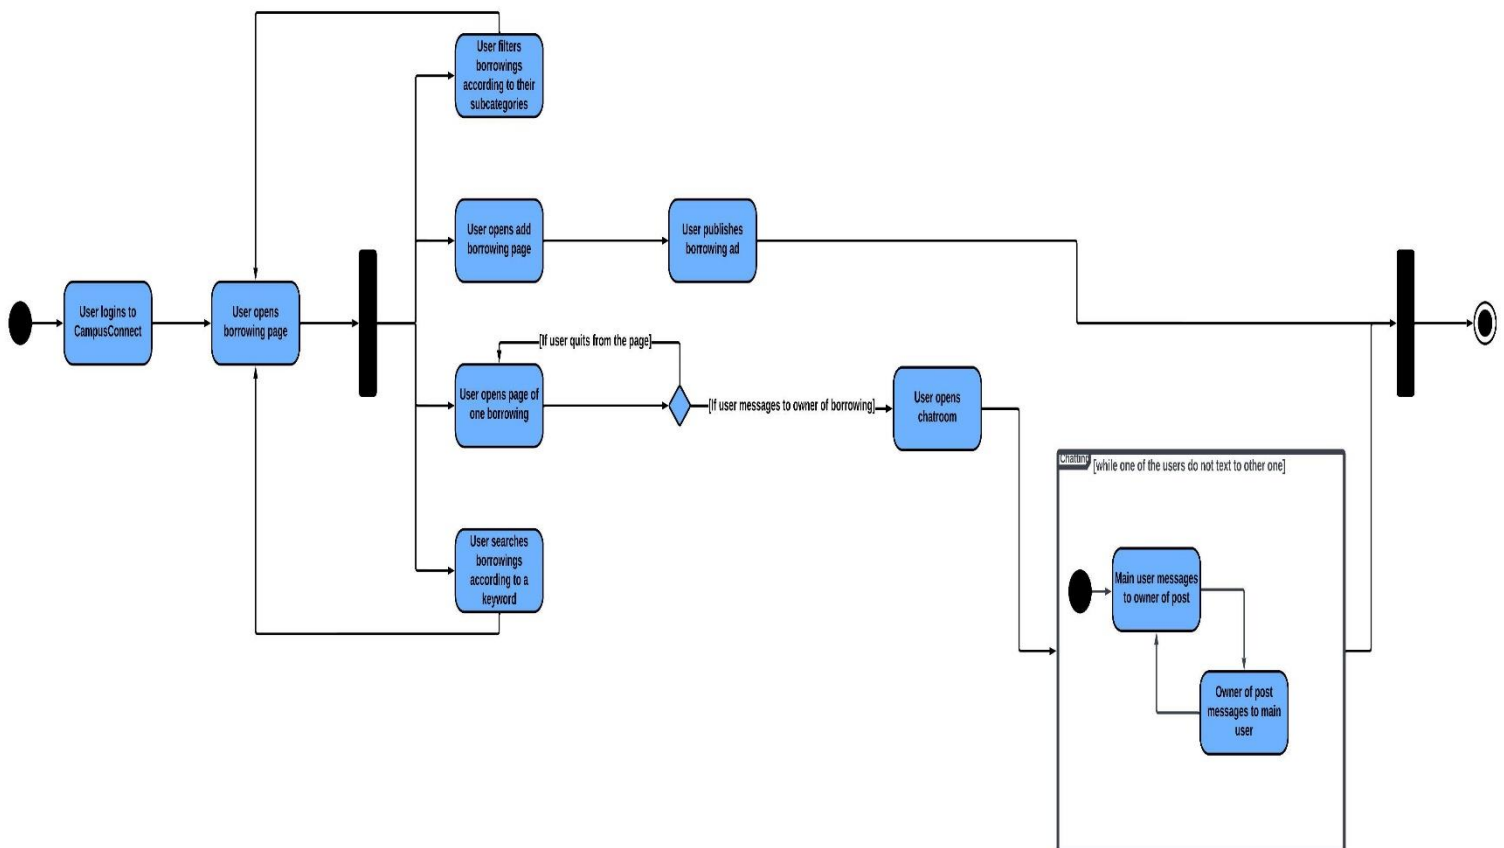 User filters
borrowings
according to their
subcategories
User opens add
borrowing page
User publishes
borrowing ad
User logins to
CampusConnect
User opens
borrowing page
[If user quits from the page]
User opens page of
one borrowing
[If user messages to owner of borrowing]
User opens
chatroom
Chatting
[while one of the users do not text to other one]
User searches
borrowings
according to a
keyword
Main user messages
to owner of post
Owner of post
messages to main
user